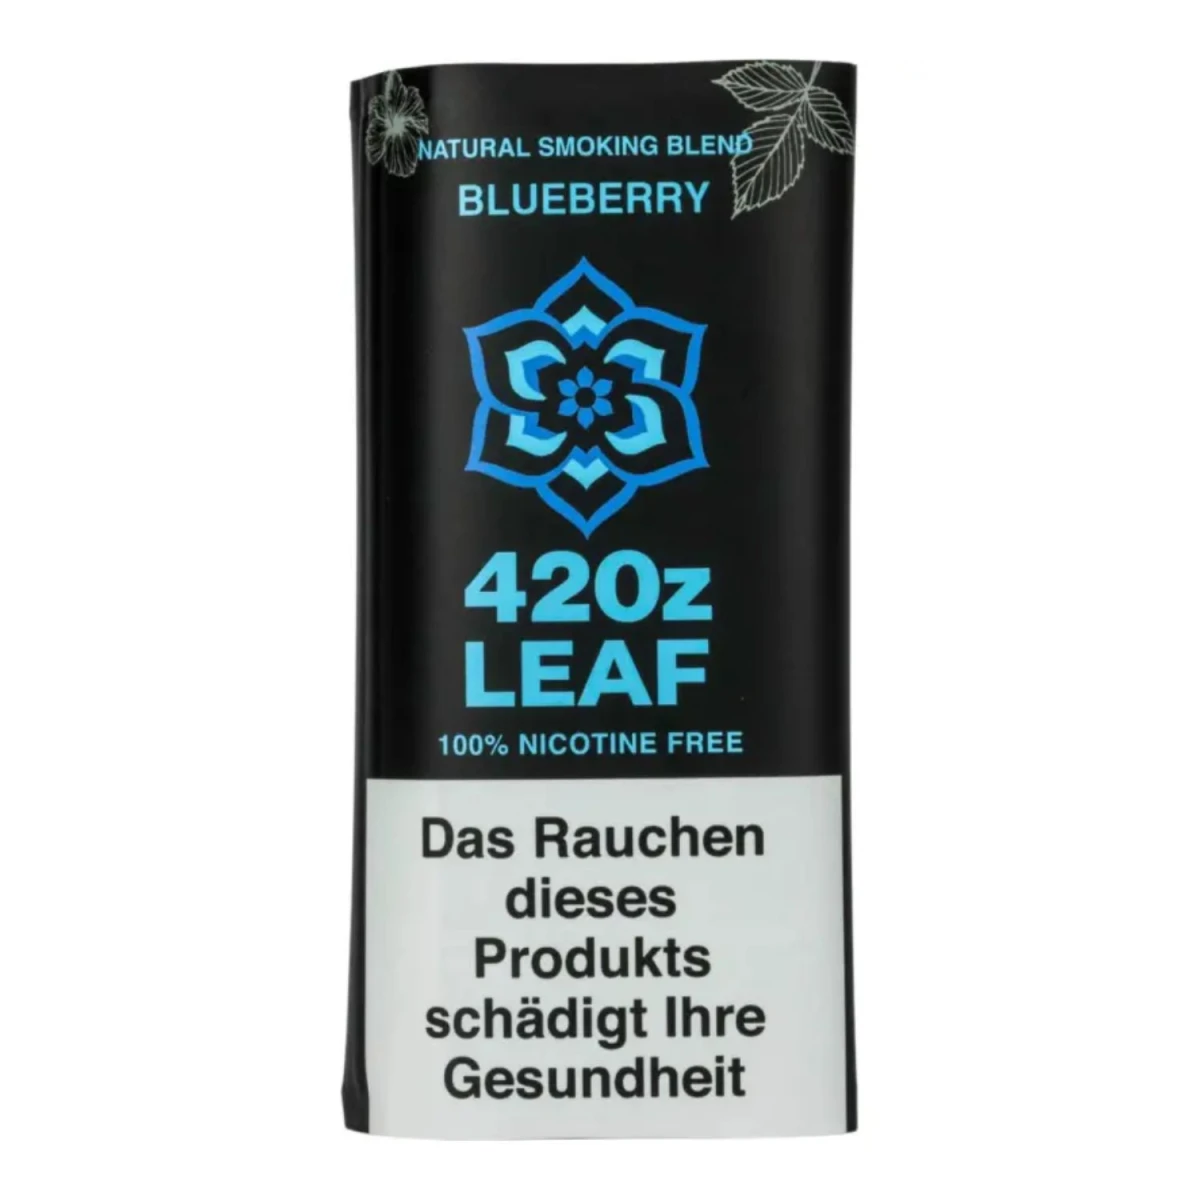 NATURAL SMOKING BLEND
BLUEBERRY
420z
LEAF
100% NICOTINE FREE
Das Rauchen
dieses
Produkts
schädigt Ihre
Gesundheit